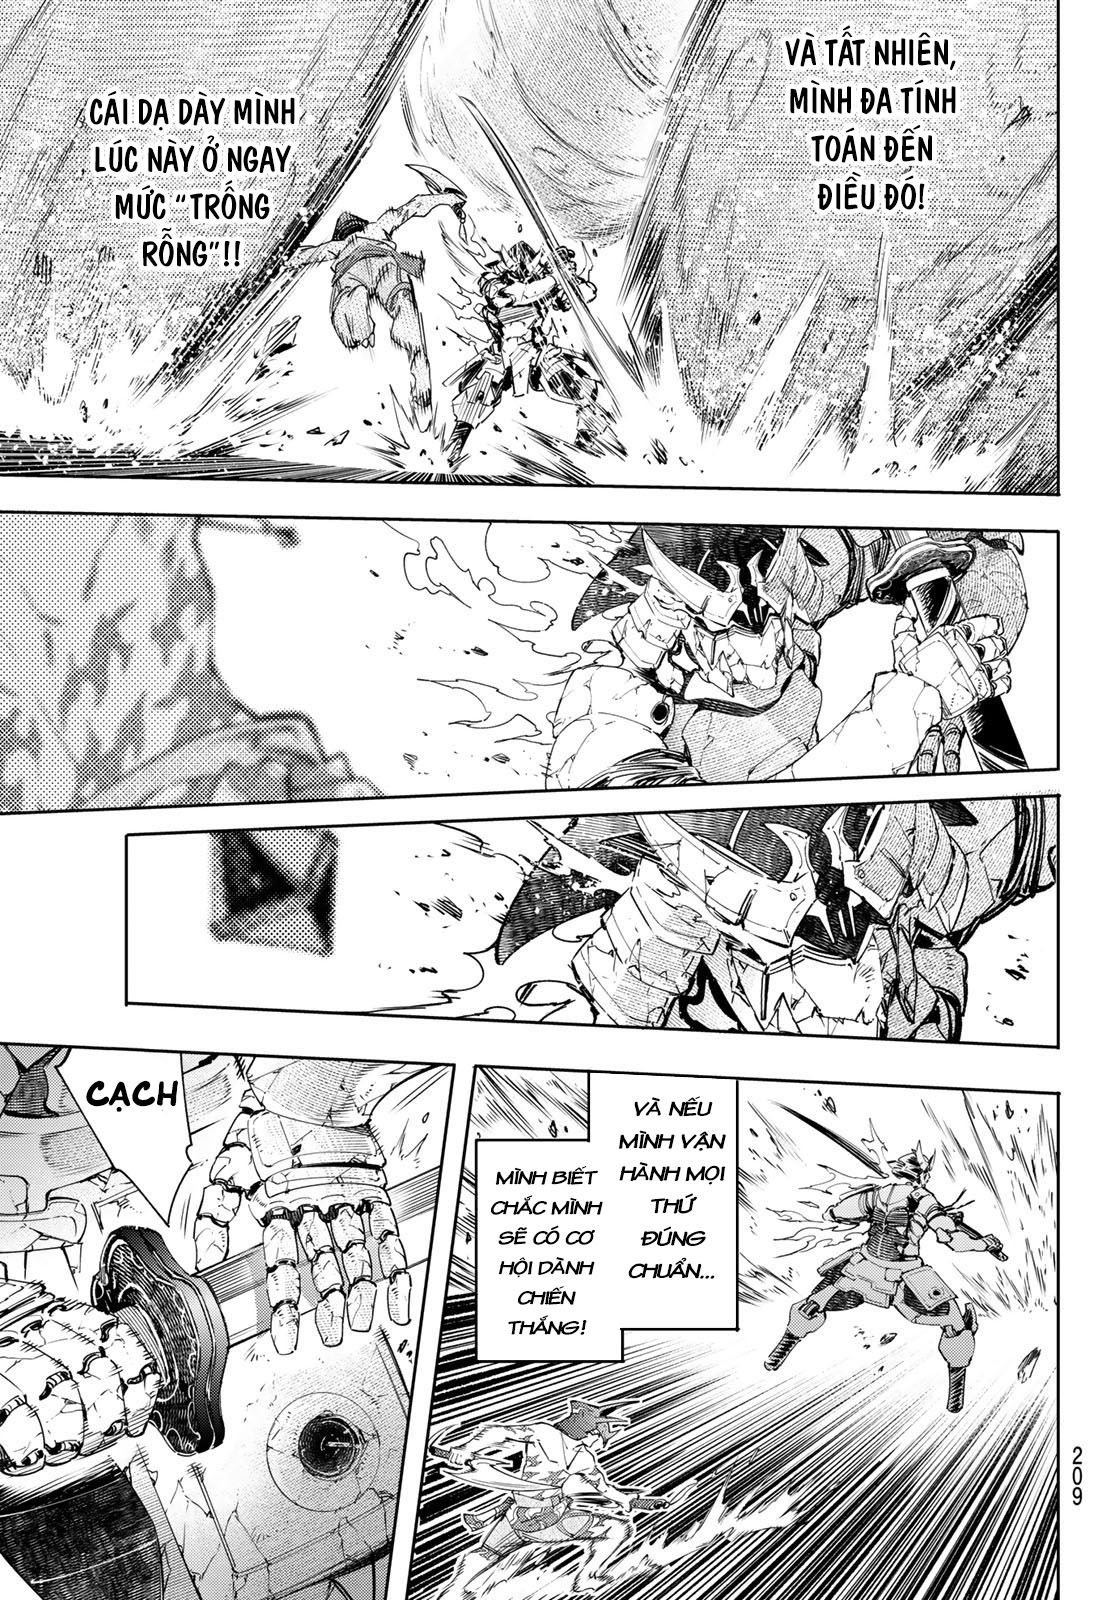 VÀ TẤT NHIÊN,
MÌNH ĐA TÍNH
TOÁN ĐẾN
ĐIỀU ĐÓ!
CÁI DẠ DÀY MÌNH
LÚC NÀY Ở NGAY
MỨC “TRỐNG
RỖNG”!!
VÀ NẾU
MÌNH VẬN
HÀNH MỌI
THỨ
ĐÚNG
CHUẨN...
MÌNH BIẾT
CHẮC MÌNH
SẼ CÓ CƠ
HỘI DÀNH
CHIẾN
THẮNG!
CẠCH
209